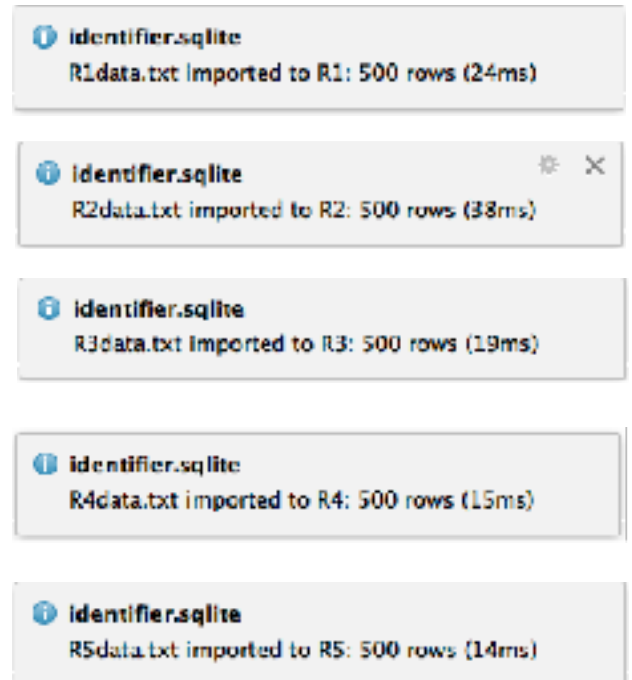 identifier.sqlite
R1data.txt imported to R1: 500 rows (24ms)
identifier.sqlite
R2data.txt imported to R2: 500 rows (38ms)
identifier.sqlite
R3data.txt imported to R3: 500 rows (19ms)
identifier.sqlite
R4data.txt imported to R4: 500 rows (15ms)
identifier.sqlite
R5data.txt imported to R5: 500 rows (14ms)